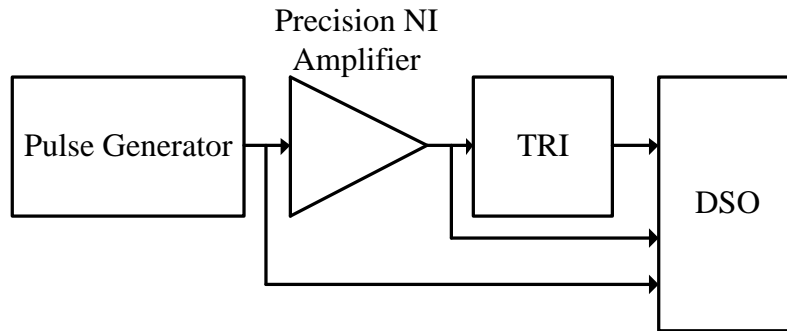 Precision NI
Amplifier
Pulse Generator
TRI
DSO